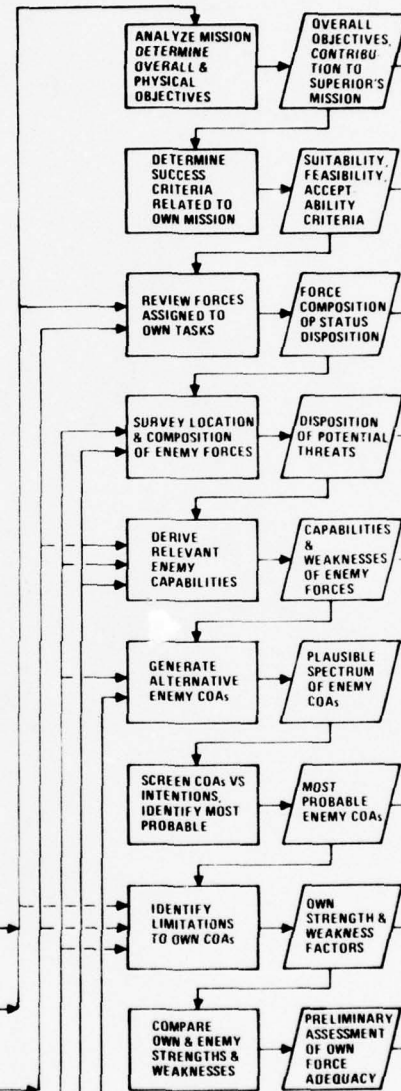 ANALYZE MISSION
DETERMINE
OVERALL &
PHYSICAL
OBJECTIVES
OVERALL
OBJECTIVES,
CONTRIBU-
TION TO
SUPERIOR'S
MISSION
DETERMINE
SUCCESS
CRITERIA
RELATED TO
OWN MISSION
SUITABILITY,
FEASIBILITY,
ACCEPT
ABILITY
CRITERIA
REVIEW FORCES
ASSIGNED TO
OWN TASKS
FORCE
COMPOSITION
OP STATUS
DISPOSITION
SURVEY LOCATION
& COMPOSITION
OF ENEMY FORCES
DISPOSITION
OF POTENTIAL
THREATS
DERIVE
RELEVANT
ENEMY
CAPABILITIES
CAPABILITIES
&
WEAKNESSES
OF ENEMY
FORCES
GENERATE
ALTERNATIVE
ENEMY COAs
PLAUSIBLE
SPECTRUM
OF ENEMY
COAs
SCREEN COAs VS
INTENTIONS,
IDENTIFY MOST
PROBABLE
MOST
PROBABLE
ENEMY COAs
IDENTIFY
LIMITATIONS
TO OWN COAs
OWN
STRENGTH &
WEAKNESS
FACTORS
COMPARE
OWN & ENEMY
STRENGTHS &
WEAKNESSES
PRELIMINARY
ASSESSMENT
OF OWN
FORCE
ADEQUACY